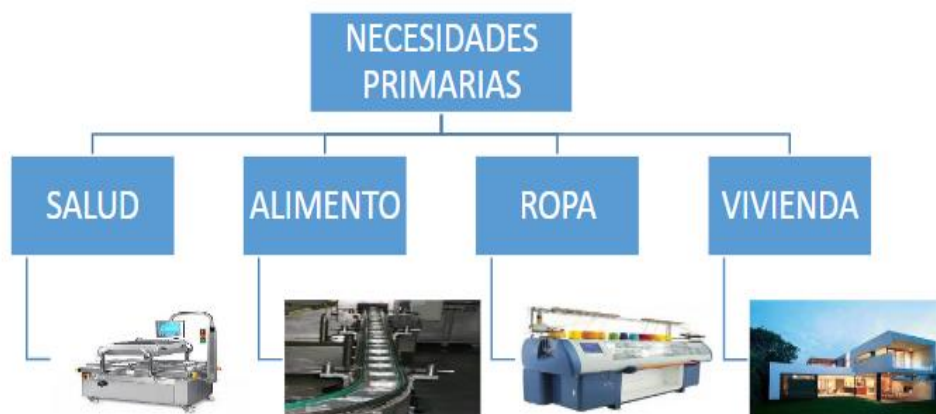 NECESIDADES
PRIMARIAS
SALUD
ALIMENTO
ROPA
VIVIENDA